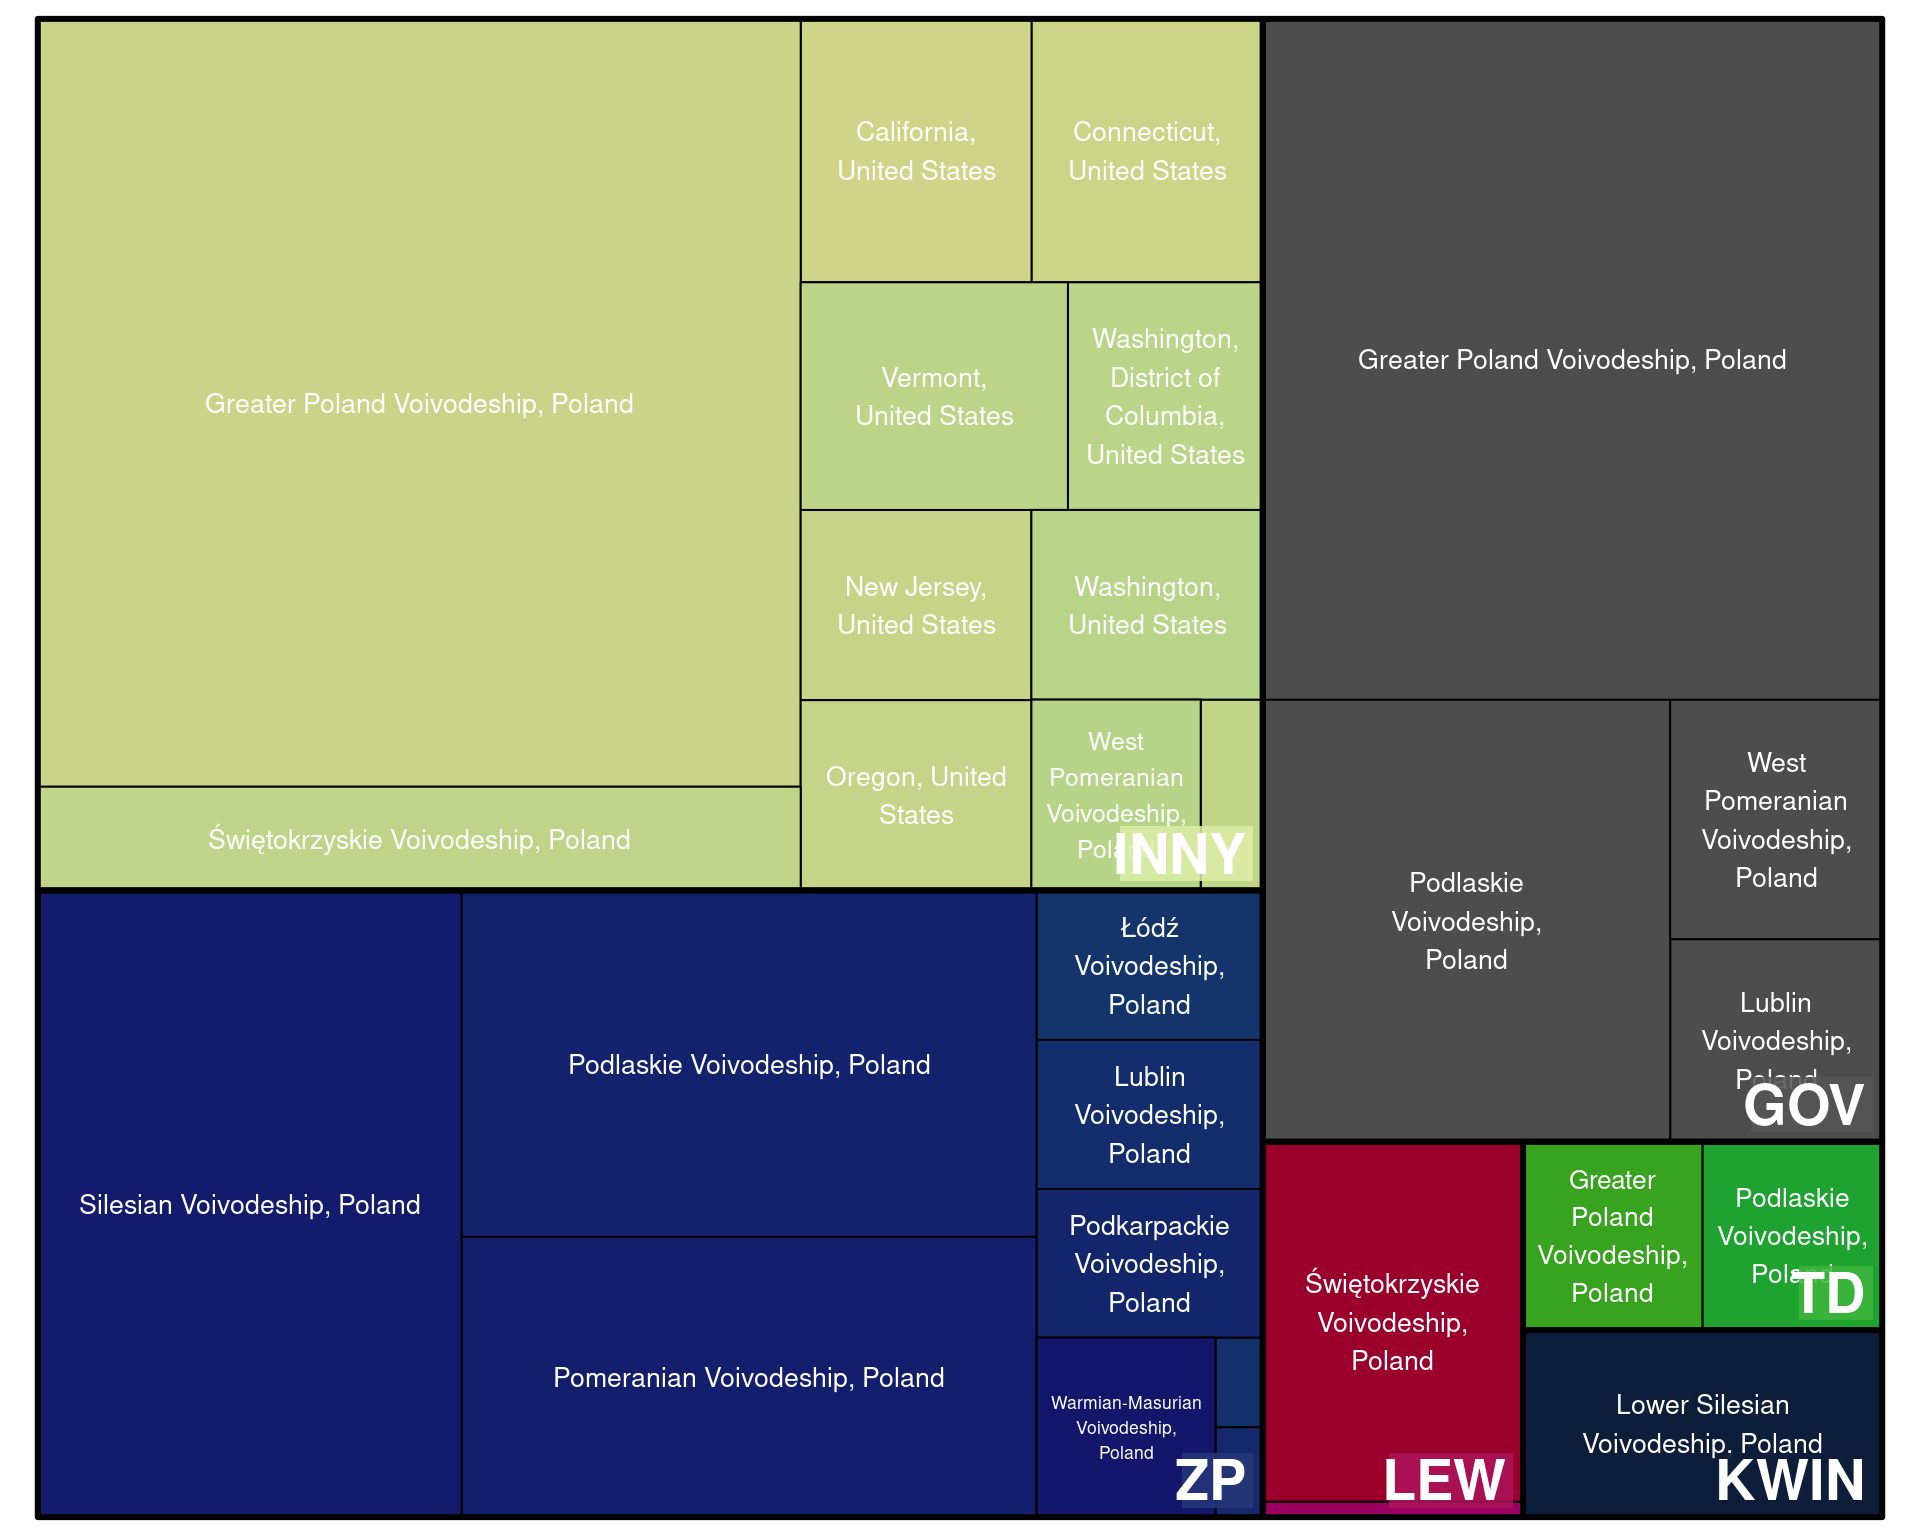 Greater Poland Voivodeship, Poland
Świętokrzyskie Voivodeship, Poland
California,
United States
Connecticut,
United States
Vermont,
United States
Washington,
District of
Columbia,
United States
New Jersey,
United States
Washington,
United States
Oregon, United
States
West
Pomeranian
Voivodeship,
Poland
INNY
Silesian Voivodeship, Poland
Podlaskie Voivodeship, Poland
Pomeranian Voivodeship, Poland
Łódź
Voivodeship,
Poland
Lublin
Voivodeship,
Poland
Podkarpackie
Voivodeship,
Poland
Warmian-Masurian
Voivodeship,
Poland
ZP
Greater Poland Voivodeship, Poland
Podlaskie
Voivodeship,
Poland
West
Pomeranian
Voivodeship,
Poland
Lublin
Voivodeship,
Poland
GOV
Świętokrzyskie
Voivodeship,
Poland
LEW
Greater
Poland
Voivodeship,
Poland
Podlaskie
Voivodeship,
Poland
TD
Lower Silesian
Voivodeship, Poland
KWIN